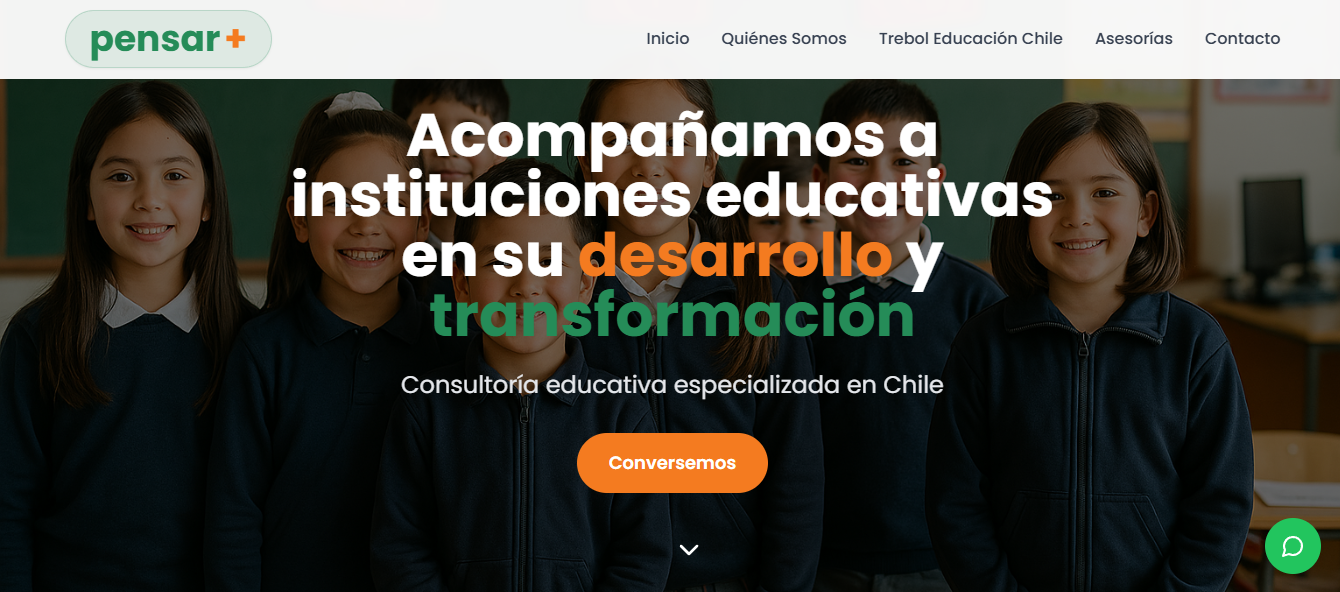 pensar+
Inicio
Quiénes Somos
Trebol Educación Chile
Asesorías
Contacto
Acompañamos a
instituciones educativas
en su desarrollo y
transformación
Consultoría educativa especializada en Chile
Conversemos